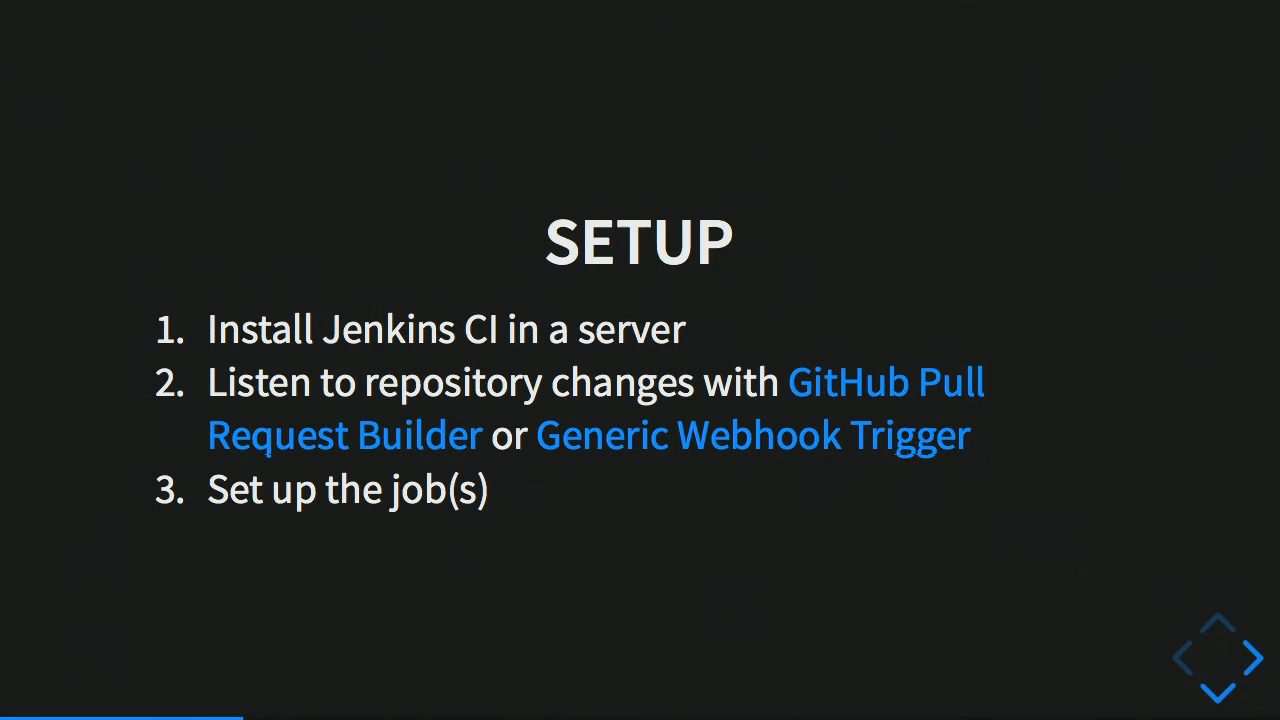 SETUP
1. Install Jenkins CI in a server
2. Listen to repository changes with GitHub Pull
Request Builder or Generic Webhook Trigger
3. Set up the job(s)